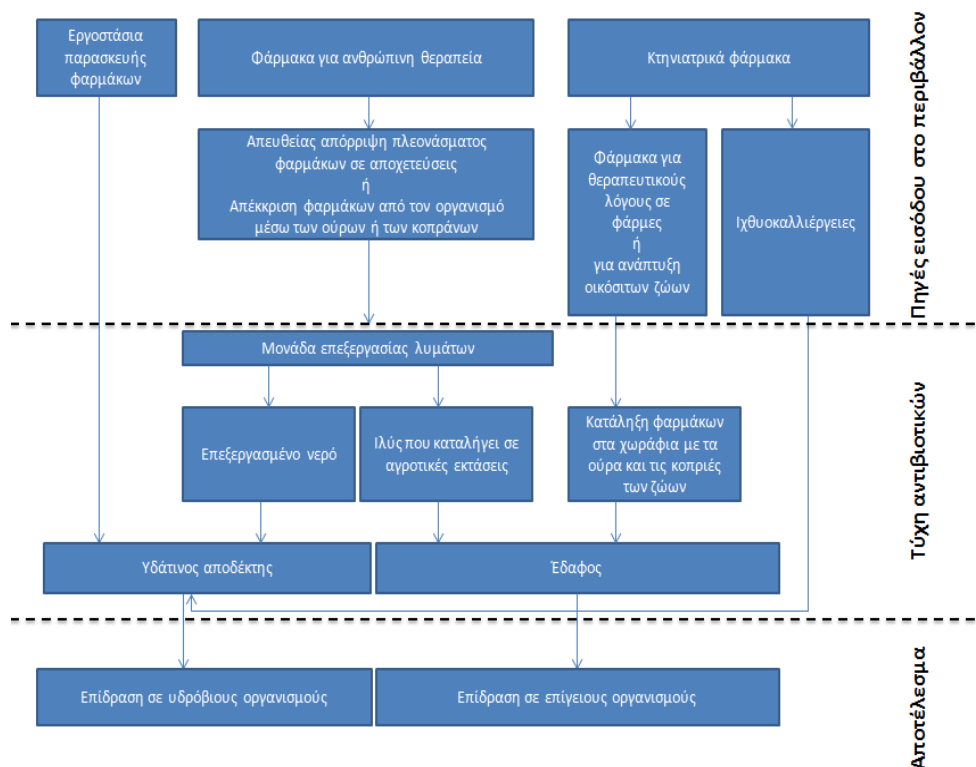 Εργοστάσια
παρασκευής
φαρμάκων
Φάρμακα για ανθρώπινη θεραπεία
Κτηνιατρικά φάρμακα
Απευθείας απόρριψη πλεονάσματος
φαρμάκων σε αποχετεύσεις
ή
Απέκκριση φαρμάκων από τον οργανισμό
μέσω των ούρων ή των κοπράνων
Φάρμακα για
θεραπευτικούς
λόγους σε
φάρμες
ή
για ανάπτυξη
οικόσιτων ζώων
Ιχθυοκαλλιέργειες
Πηγές εισόδου στο περιβάλλον
Μονάδα επεξεργασίας λυμάτων
Επεξεργασμένο νερό
Ιλύς που καταλήγει σε
αγροτικές εκτάσεις
Κατάληξη φαρμάκων
στα χωράφια με τα
ούρα και τις κοπριές
των ζώων
Υδάτινος αποδέκτης
Έδαφος
Τύχη αντιβιοτικών
Επίδραση σε υδρόβιους οργανισμούς
Επίδραση σε επίγειους οργανισμούς
Αποτέλεσμα